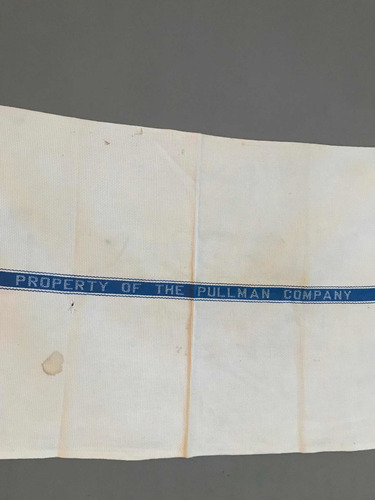 PROPERTY OF THE PULLMAN COMPANY